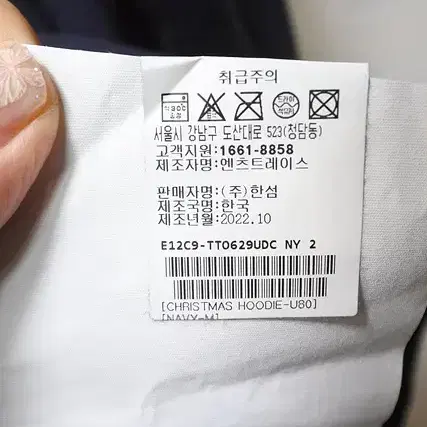 취급주의
서울시 강남구 도산대로 523(청담동)
고객지원:1661-8858
제조자명:엔츠트레이스
판매자명:(주)한섬
제조국명:한국
제조년월:2022.10
E12C9-TTO629UDC NY 2
[CHRISTMAS HOODIE-U80]
[NAVY-M]